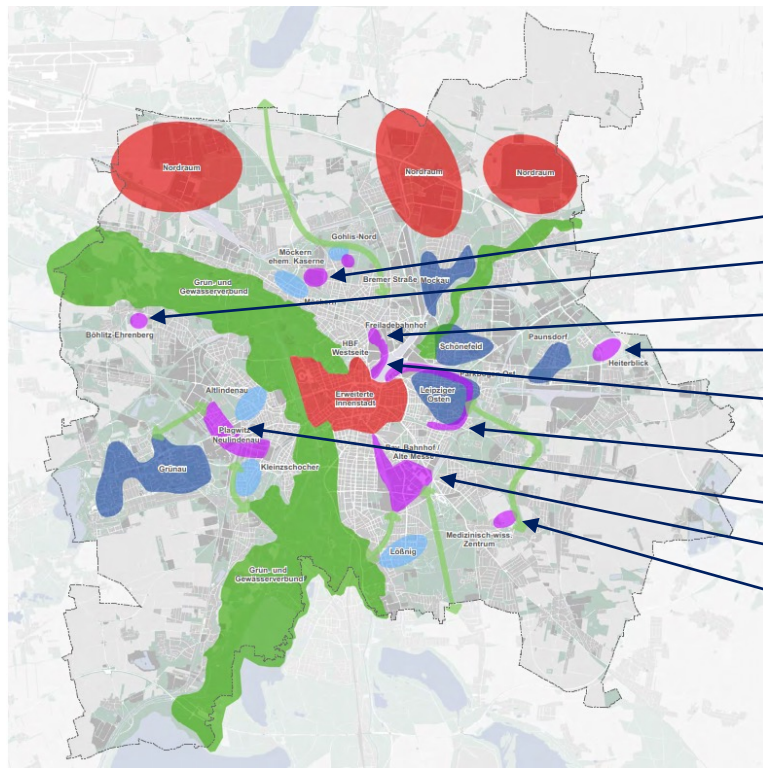 Nordraum
Nordraum
Nordraum
Gohlis-Nord
Möckern
ehem. Kaserne
Bremer Straße
Mockau
Grün- und
Gewässerverbund
Böhlitz-Ehrenberg
Freiladebahnhof
HBF
Westseite
Schönefeld
Paunsdorf
Heiterblick
Altlindenau
Erweiterte
Innenstadt
Leipziger
Osten
Plagwitz
Neulindenau
Bahnhof /
Alte Messe
Grünau
Kleinzschocher
Medizinisch-wiss.
Zentrum
Lößnig
Grün- und
Gewässerverbund